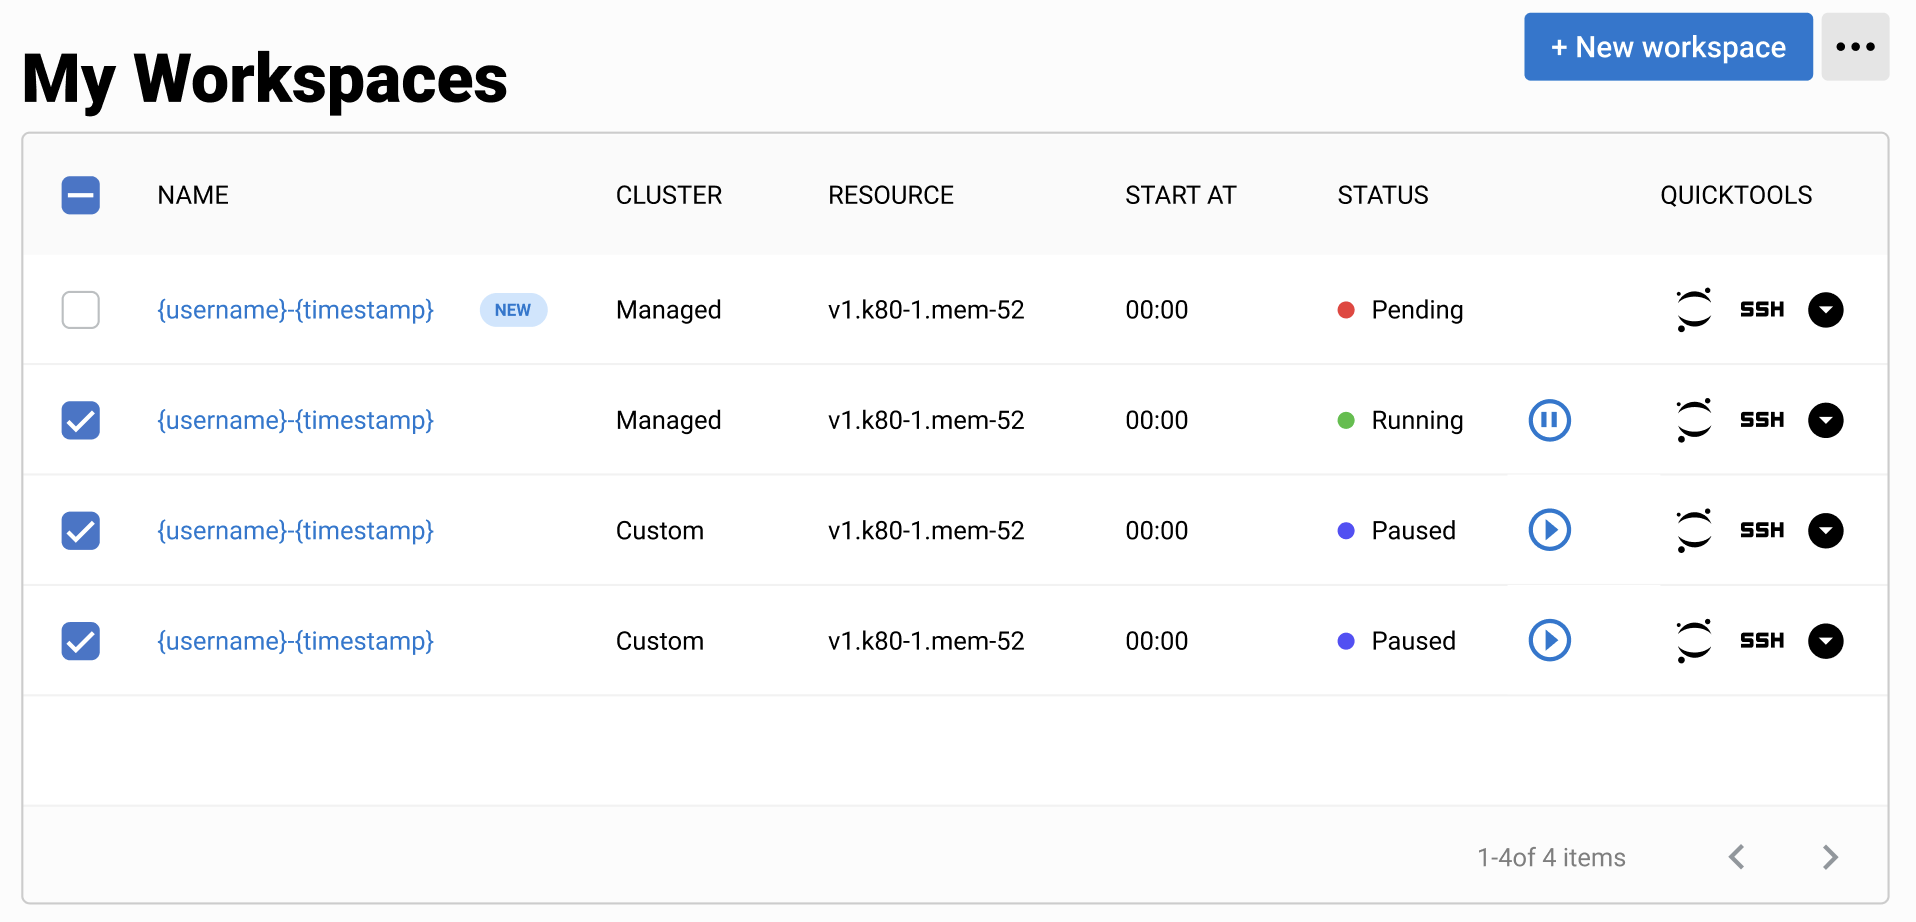 + New workspace
My Workspaces
NAME CLUSTER RESOURCE START AT STATUS QUICKTOOLS
{username}-{timestamp} NEW Managed v1.k80-1.mem-52 00:00 Pending SSH
{username}-{timestamp} Managed v1.k80-1.mem-52 00:00 Running SSH
{username}-{timestamp} Custom v1.k80-1.mem-52 00:00 Paused SSH
{username}-{timestamp} Custom v1.k80-1.mem-52 00:00 Paused SSH
1-4of 4 items